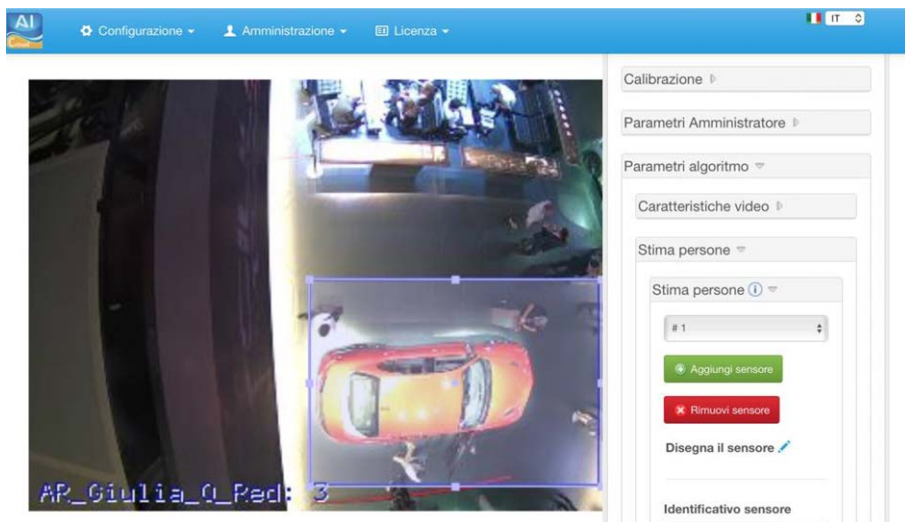 AI
Configurazione
Amministrazione
Licenza
IT
Calibrazione
Parametri Amministratore
Parametri algoritmo
Caratteristiche video
Stima persone
Stima persone
# 1
Aggiungi sensore
Rimuovi sensore
Disegna il sensore
Identificativo sensore
AR_Giulia_Q_Red: 3